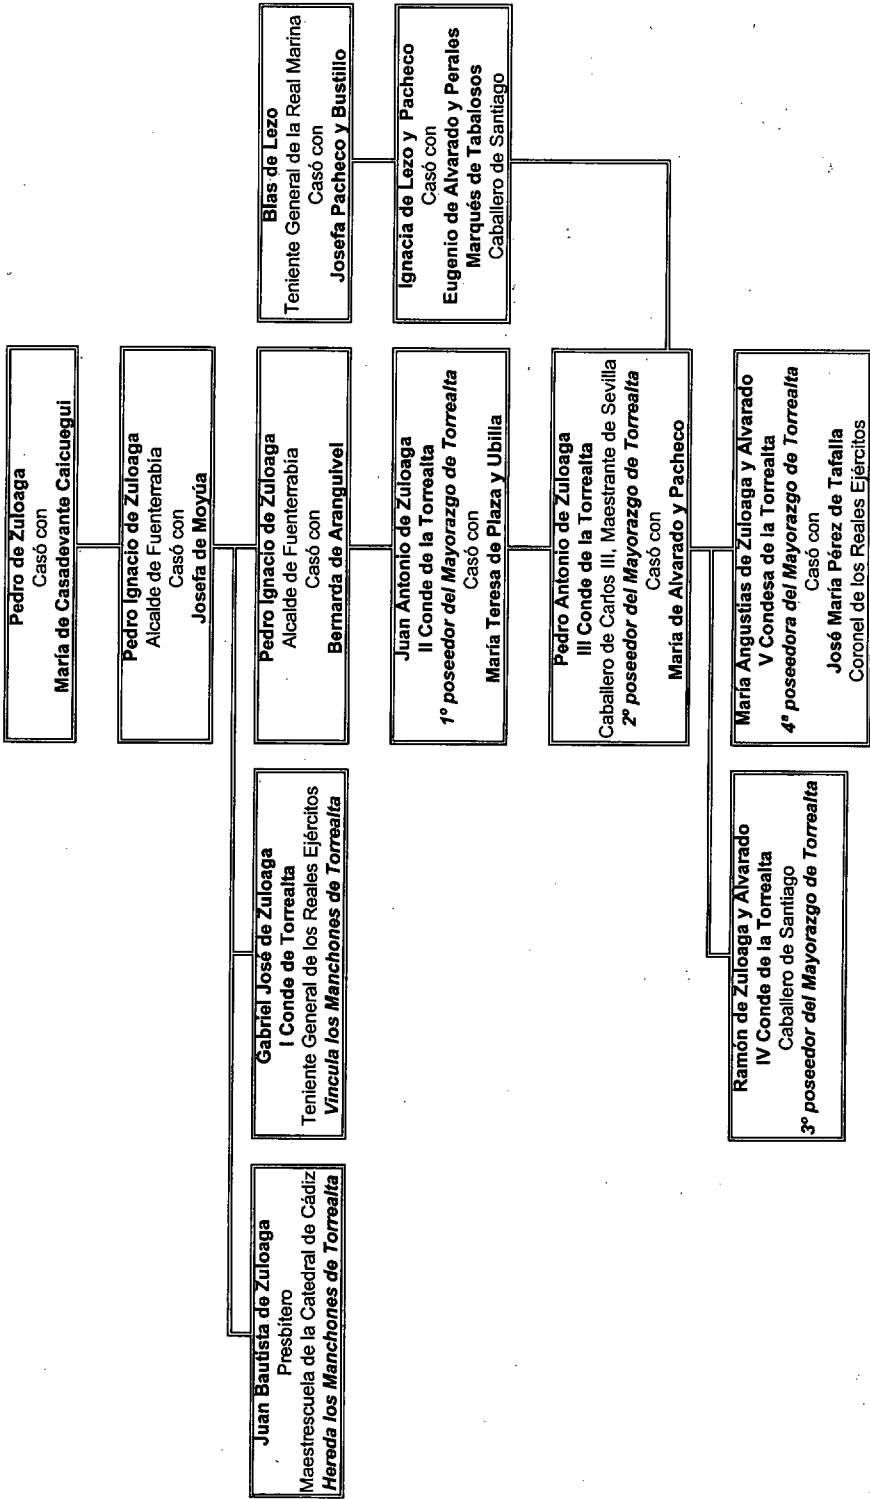 Pedro de Zuloaga
Casó con
María de Casadevante Caicuegui
Pedro Ignacio de Zuloaga
Alcalde de Fuenterrabía
Casó con
Josefa de Moyúa
Juan Bautista de Zuloaga
Presbítero
Maestrescuela de la Catedral de Cádiz
Hereda los Manchones de Torrealta
Gabriel José de Zuloaga
I Conde de Torrealta
Teniente General de los Reales Ejércitos
Vincula los Manchones de Torrealta
Pedro Ignacio de Zuloaga
Alcalde de Fuenterrabía
Casó con
Bernarda de Aranguivel
Blas de Lezo
Teniente General de la Real Marina
Casó con
Josefa Pacheco y Bustillo
Juan Antonio de Zuloaga
II Conde de la Torrealta
1º poseedor del Mayorazgo de Torrealta
Casó con
María Teresa de Plaza y Ubilla
Ignacia de Lezo y Pacheco
Casó con
Eugenio de Alvarado y Perales
Marqués de Tabalosos
Caballero de Santiago
Pedro Antonio de Zuloaga
III Conde de la Torrealta
Caballero de Carlos III, Maestrante de Sevilla
2º poseedor del Mayorazgo de Torrealta
Casó con
María de Alvarado y Pacheco
Ramón de Zuloaga y Alvarado
IV Conde de la Torrealta
Caballero de Santiago
3º poseedor del Mayorazgo de Torrealta
María Angustias de Zuloaga y Alvarado
V Condesa de la Torrealta
4ª poseedora del Mayorazgo de Torrealta
Casó con
José María Pérez de Tafalla
Coronel de los Reales Ejércitos